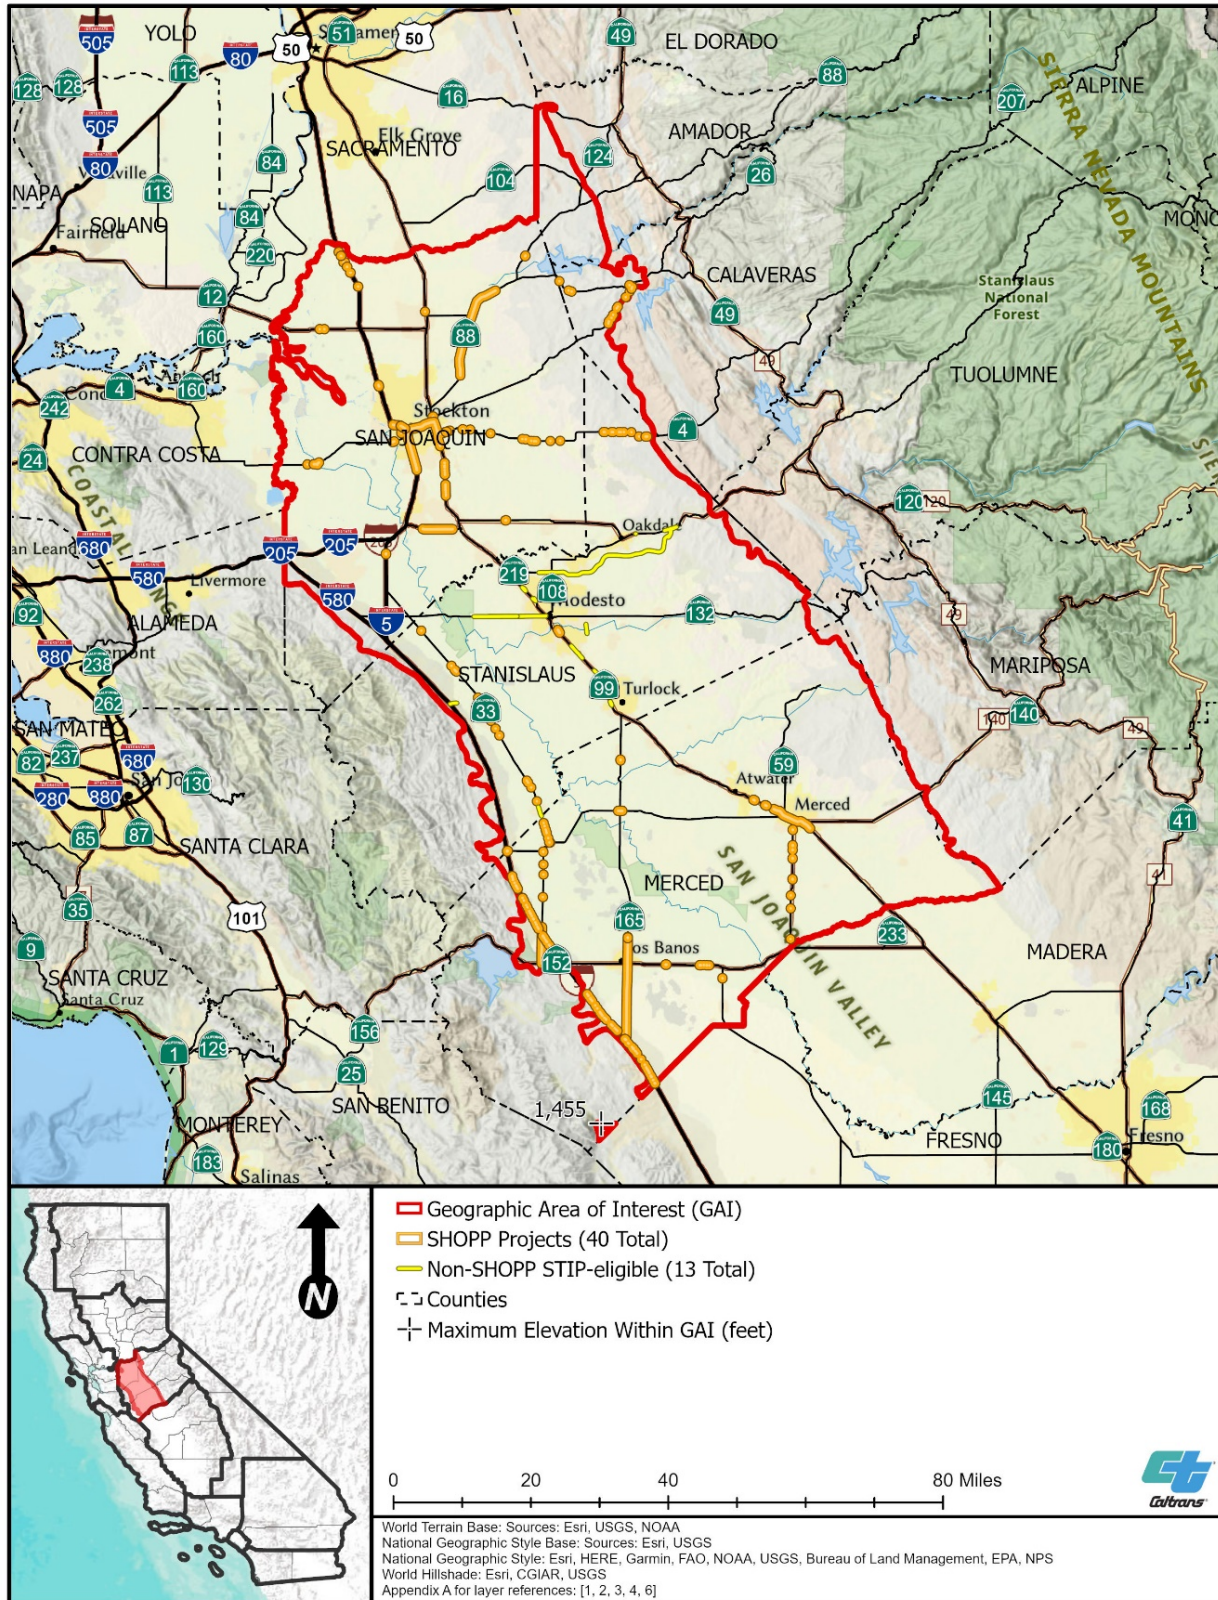 505
YOLO
51
Sacramen
50
50
49
EL DORADO
80
113
128
128
16
88
ALPINE
207
SIERRA NEVADA MOUNTAINS
505
Elk Grove
SACRAMENTO
AMADOR
124
84
80
Vacaville
113
NAPA
104
26
SOLANO
84
MONO
Fairfield
220
CALAVERAS
Stanislaus
National
Forest
12
160
88
49
49
TUOLUMNE
4
160
242
Stockton
SAN JOAQUIN
4
24
CONTRA COSTA
COASTAL RANGE
120
120
Oakdale
680
205
205
580
Livermore
219
108
Modesto
580
132
49
92
5
ALAMEDA
880
238
MARIPOSA
STANISLAUS
99
Turlock
262
33
140
140
49
SAN MATEO
82
237
680
130
59
Atwater
San Jo
280
880
Merced
41
85
87
SANTA CLARA
SAN JOAQUIN VALLEY
MERCED
41
35
101
165
233
9
Los Banos
MADERA
152
SANTA CRUZ
Santa Cruz
156
1
129
25
145
168
SAN BENITO
1,455
MONTEREY
FRESNO
Fresno
180
183
Salinas
Geographic Area of Interest (GAI)
SHOPP Projects (40 Total)
Non-SHOPP STIP-eligible (13 Total)
Counties
Maximum Elevation Within GAI (feet)
N
0 20 40 80 Miles
Caltrans
World Terrain Base: Sources: Esri, USGS, NOAA
National Geographic Style Base: Sources: Esri, USGS
National Geographic Style: Esri, HERE, Garmin, FAO, NOAA, USGS, Bureau of Land Management, EPA, NPS
World Hillshade: Esri, CGIAR, USGS
Appendix A for layer references: [1, 2, 3, 4, 6]